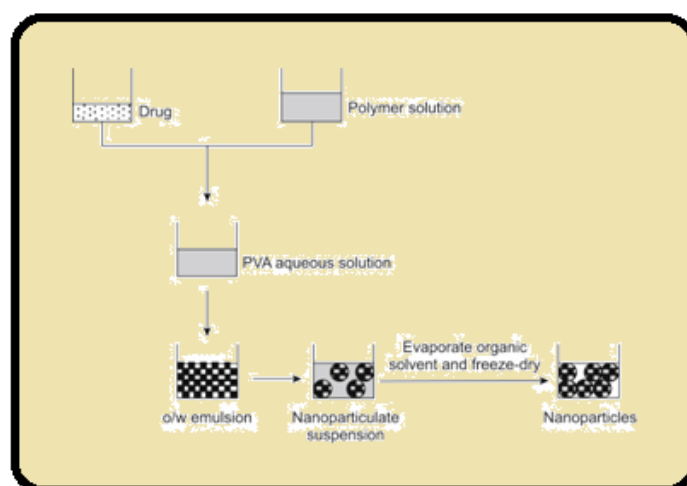 Drug
Polymer solution
PVA aqueous solution
Evaporate organic
solvent and freeze-dry
o/w emulsion
Nanoparticulate
suspension
Nanoparticles